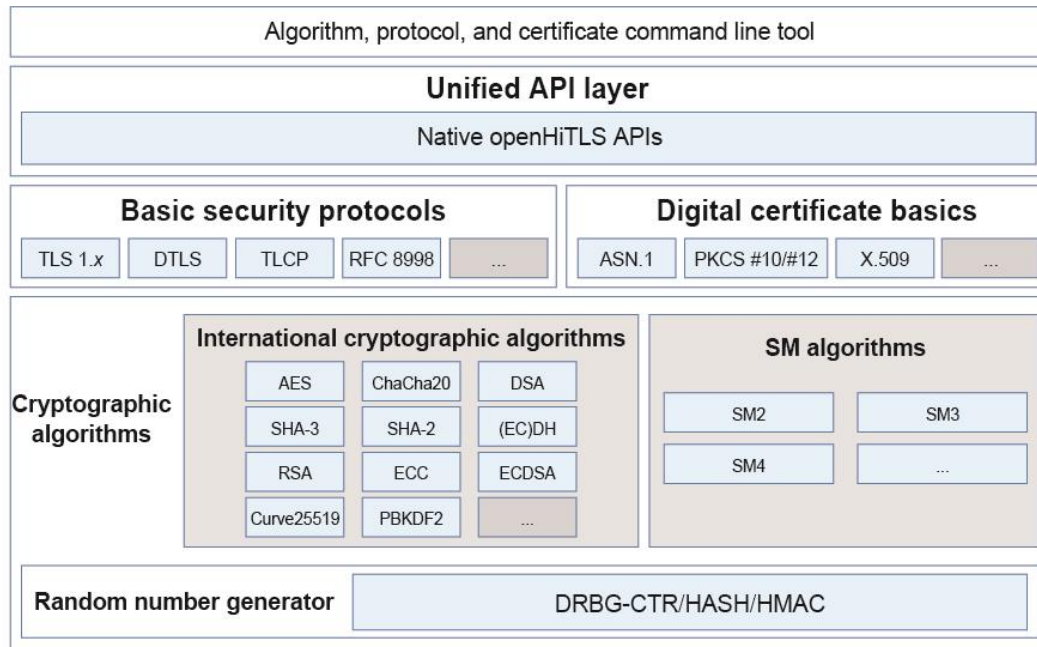 Algorithm, protocol, and certificate command line tool
Unified API layer
Native openHiTLS APIs
Basic security protocols
TLS 1.x
DTLS
TLCP
RFC 8998
...
Digital certificate basics
ASN.1
PKCS #10/#12
X.509
...
Cryptographic
algorithms
International cryptographic algorithms
AES
ChaCha20
DSA
SHA-3
SHA-2
(EC)DH
RSA
ECC
ECDSA
Curve25519
PBKDF2
...
SM algorithms
SM2
SM3
SM4
...
Random number generator
DRBG-CTR/HASH/HMAC